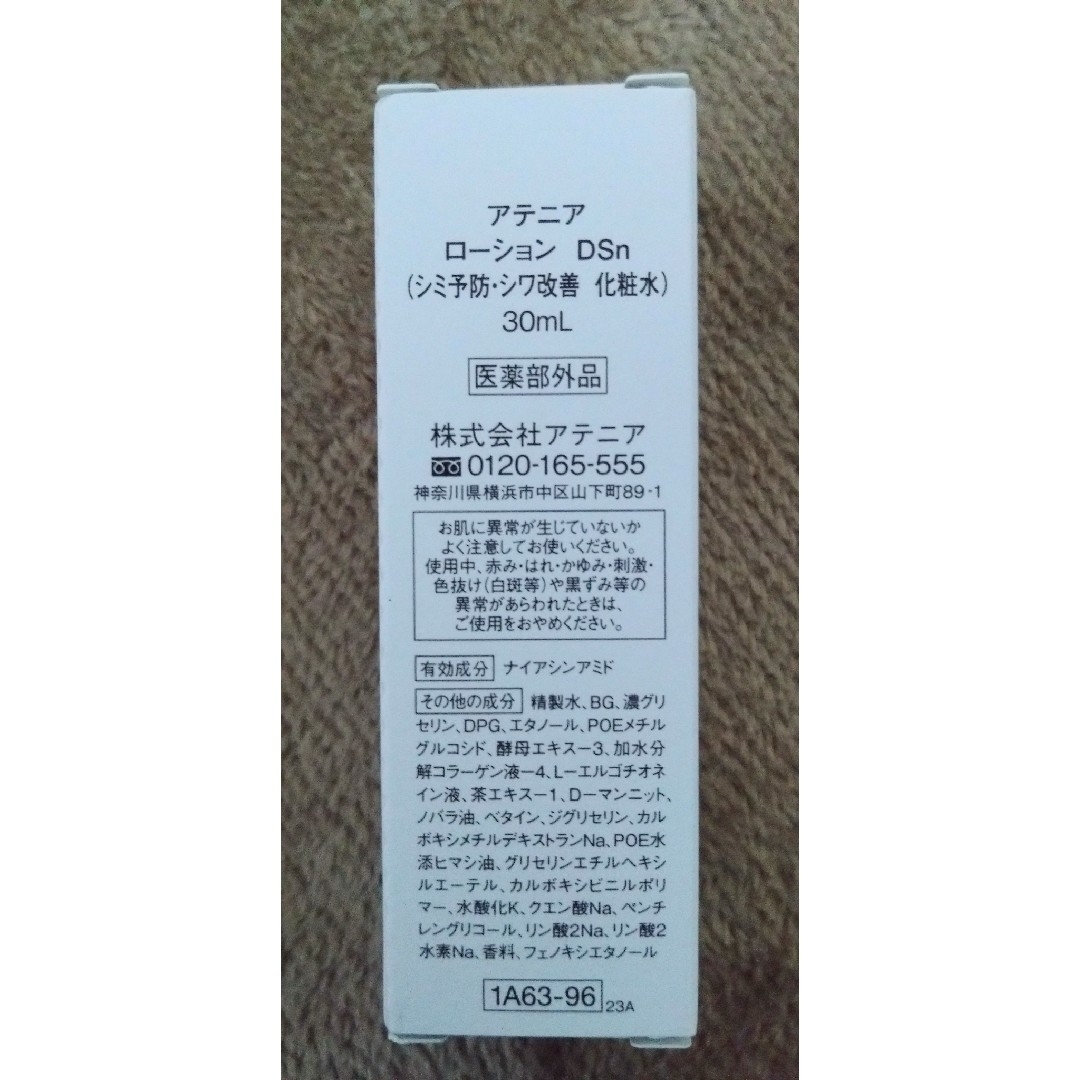 アテニア
ローション DSn
(シミ予防・シワ改善 化粧水)
30mL
医薬部外品
株式会社アテニア
0120-165-555
神奈川県横浜市中区山下町89-1
お肌に異常が生じていないか
よく注意してお使いください。
使用中、赤み・はれ・かゆみ・刺激・
色抜け(白斑等)や黒ずみ等の
異常があらわれたときは、
ご使用をおやめください。
有効成分 ナイアシンアミド
その他の成分 精製水、BG、濃グリ
セリン、DPG、エタノール、POEメチル
グルコシド、酵母エキス−3、加水分
解コラーゲン液−4、L−エルゴチオネ
イン液、茶エキス−1、D−マンニット、
ノバラ油、ベタイン、ジグリセリン、カル
ボキシメチルデキストランNa、POE水
添ヒマシ油、グリセリンエチルヘキシ
ルエーテル、カルボキシビニルポリ
マー、水酸化K、クエン酸Na、ペンチ
レングリコール、リン酸2Na、リン酸2
水素Na、香料、フェノキシエタノール
1A63-96 23A